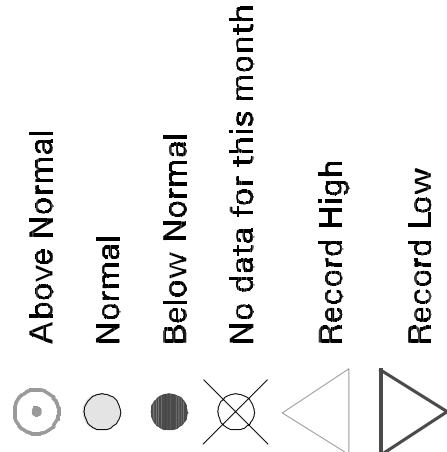 Above Normal
Normal
Below Normal
No data for this month
Record High
Record Low